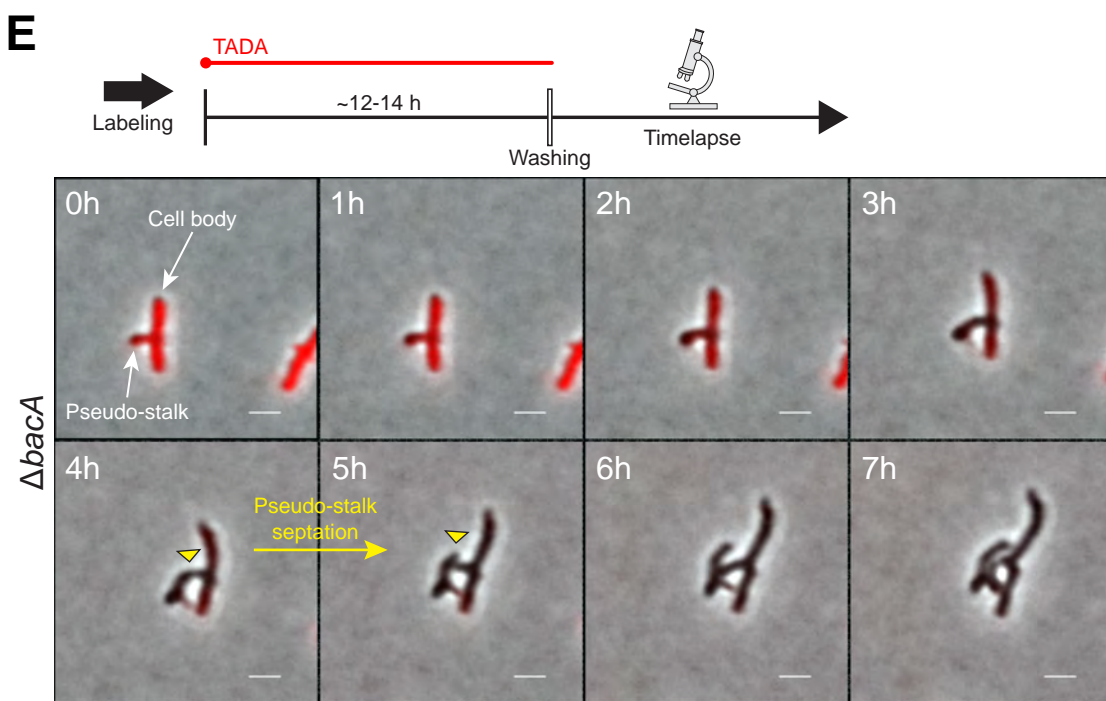 E
TADA
~12-14 h
Labeling
Washing
Timelapse
0h
1h
2h
3h
Cell body
Pseudo-stalk
ΔbacA
4h
5h
6h
7h
Pseudo-stalk
septation